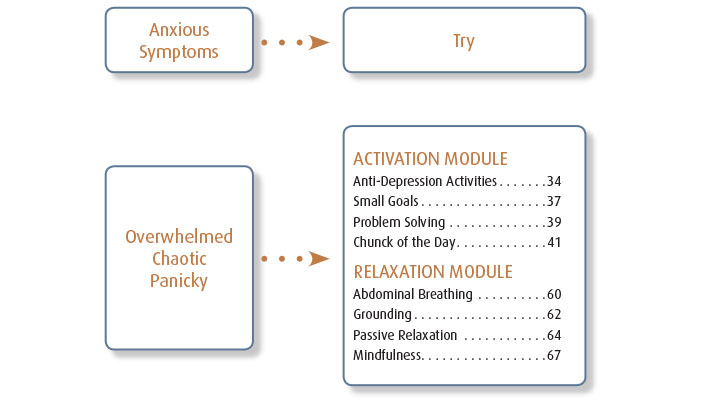 Anxious
Symptoms
Try
Overwhelmed
Chaotic
Panicky
ACTIVATION MODULE
Anti-Depression Activities . . . . . . . 34
Small Goals . . . . . . . . . . . . . . . . . . 37
Problem Solving . . . . . . . . . . . . . . 39
Chunck of the Day. . . . . . . . . . . . . 41
RELAXATION MODULE
Abdominal Breathing . . . . . . . . . . 60
Grounding . . . . . . . . . . . . . . . . . . . 62
Passive Relaxation . . . . . . . . . . . . 64
Mindfulness. . . . . . . . . . . . . . . . . . 67